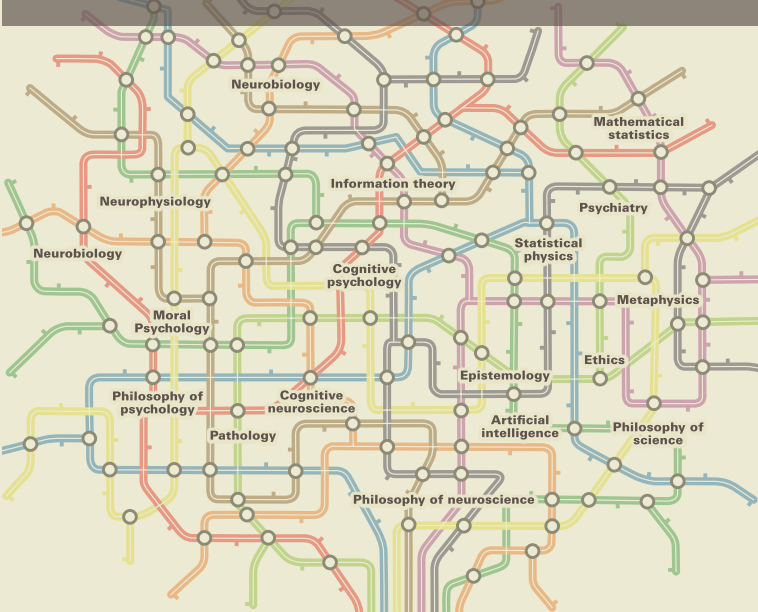 Neurobiology
Mathematical
statistics
Information theory
Neurophysiology
Psychiatry
Neurobiology
Statistical
physics
Cognitive
psychology
Metaphysics
Moral
Psychology
Ethics
Epistemology
Philosophy of
psychology
Cognitive
neuroscience
Artificial
intelligence
Philosophy of
science
Pathology
Philosophy of neuroscience